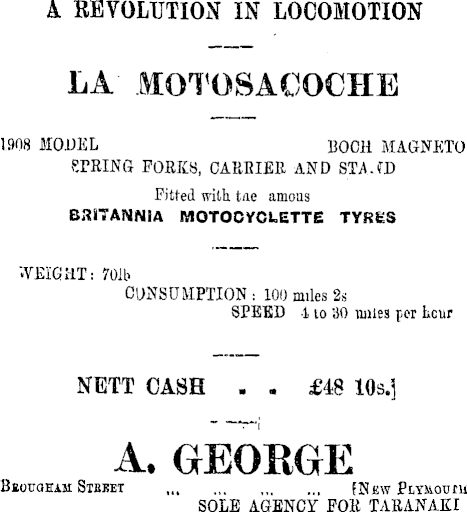 A REVOLUTION IN LOCOMOTION
LA MOTOSACOCHE
1908 MODEL BOCH MAGNETO
SPRING FORKS, CARRIER AND STAND
Fitted with the amous
BRITANNIA MOTOCYCLETTE TYRES
WEIGHT: 70lb
CONSUMPTION: 100 miles 2s
SPEED 4 to 30 miles per hour
NETT CASH . . £48 10s.]
A. GEORGE
BROUGHAM STREET ... ... ... ... [NEW PLYMOUTH
SOLE AGENCY FOR TARANAKI